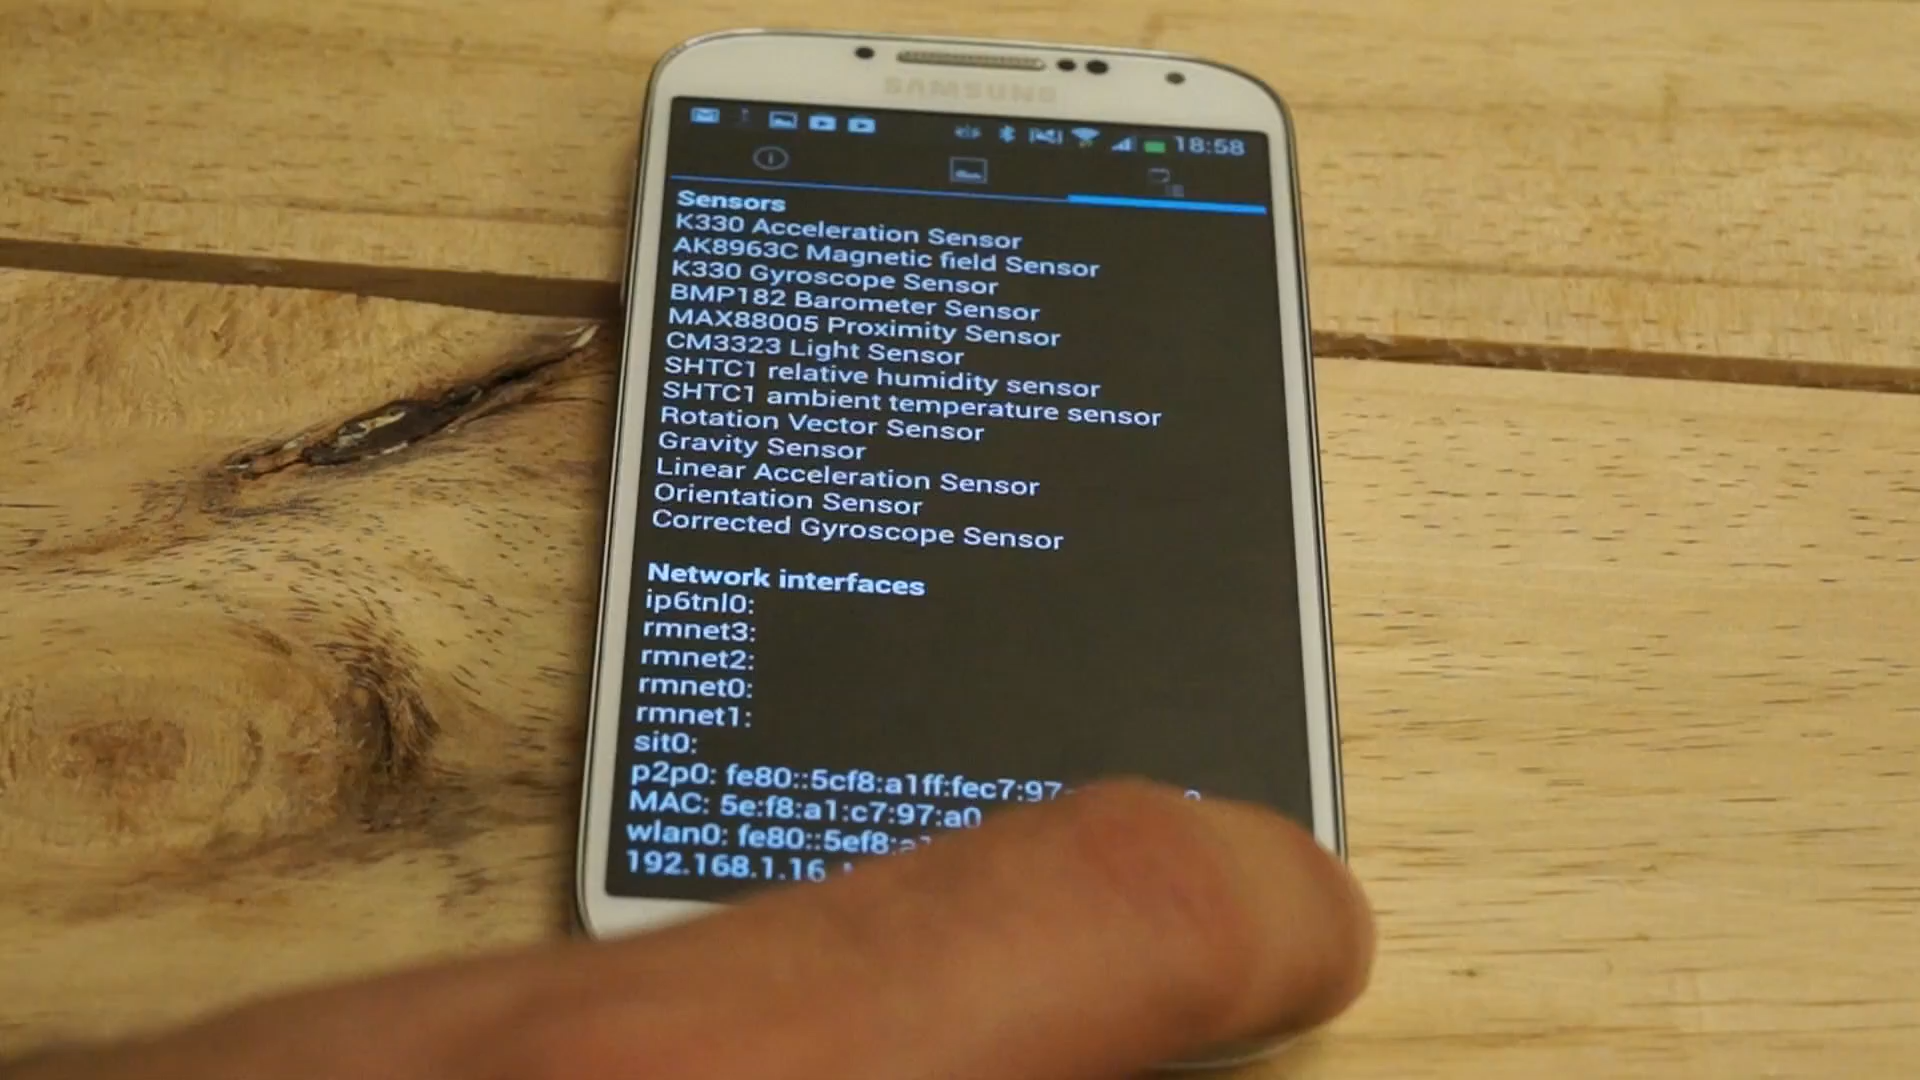 SAMSUNG
18:58
Sensors
K330 Acceleration Sensor
AK8963C Magnetic field Sensor
K330 Gyroscope Sensor
BMP182 Barometer Sensor
MAX88005 Proximity Sensor
CM3323 Light Sensor
SHTC1 relative humidity sensor
SHTC1 ambient temperature sensor
Rotation Vector Sensor
Gravity Sensor
Linear Acceleration Sensor
Orientation Sensor
Corrected Gyroscope Sensor
Network interfaces
ip6tnl0:
rmnet3:
rmnet2:
rmnet0:
rmnet1:
sit0:
p2p0: fe80::5cf8:a1ff:fec7:97
MAC: 5e:f8:a1:c7:97:a0
wlan0: fe80::5ef8:a1
192.168.1.16